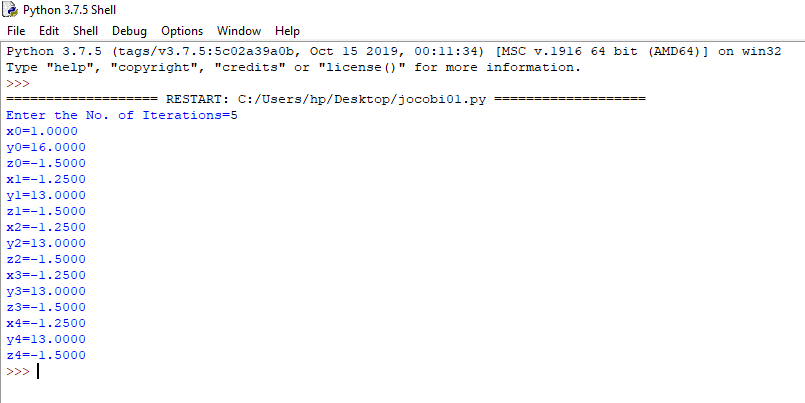 Python 3.7.5 Shell
File Edit Shell Debug Options Window Help
Python 3.7.5 (tags/v3.7.5:5c02a39a0b, Oct 15 2019, 00:11:34) [MSC v.1916 64 bit (AMD64)] on win32
Type "help", "copyright", "credits" or "license()" for more information.
>>>
=================== RESTART: C:/Users/hp/Desktop/jocobi01.py ===================
Enter the No. of Iterations=5
x0=1.0000
y0=16.0000
z0=-1.5000
x1=-1.2500
y1=13.0000
z1=-1.5000
x2=-1.2500
y2=13.0000
z2=-1.5000
x3=-1.2500
y3=13.0000
z3=-1.5000
x4=-1.2500
y4=13.0000
z4=-1.5000
>>>